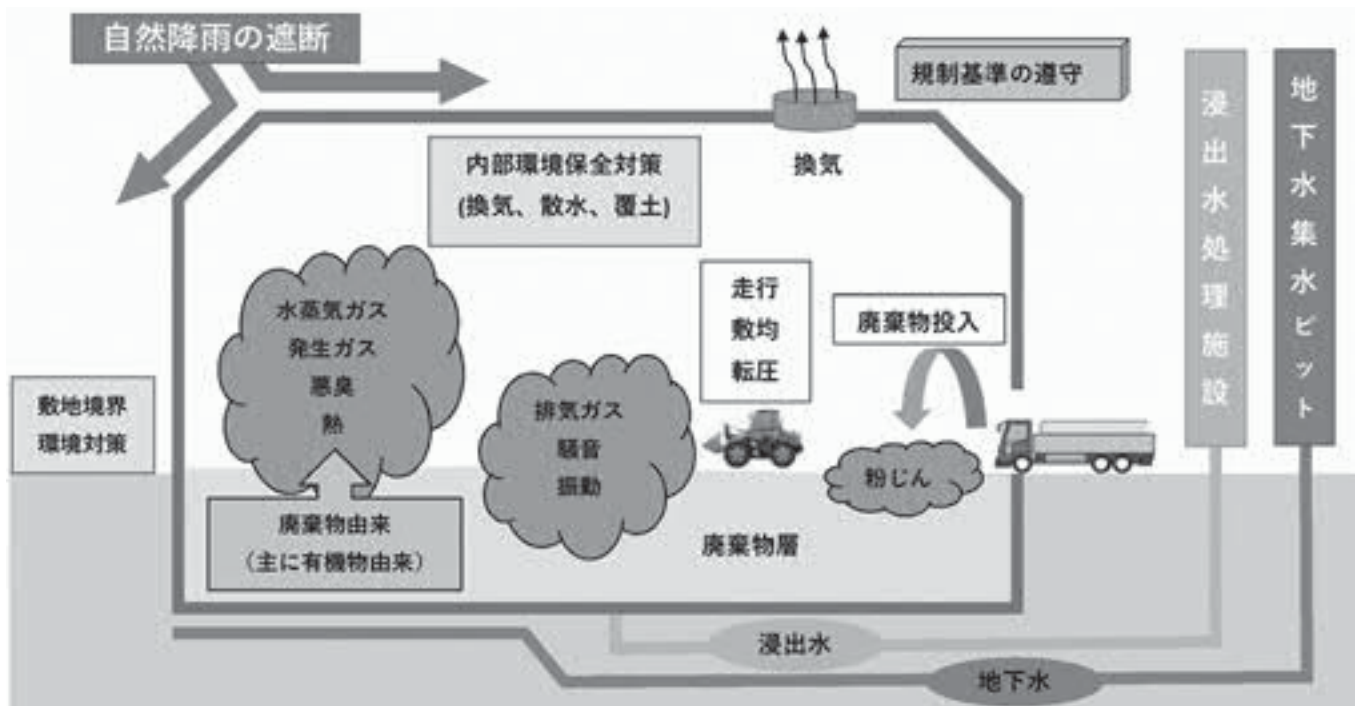 自然降雨の遮断
規制基準の遵守
換気
内部環境保全対策
(換気、散水、覆土)
浸出水処理施設
地下水集水ピット
水蒸気ガス
発生ガス
悪臭
熱
走行
敷均
転圧
廃棄物投入
敷地境界
環境対策
排気ガス
騒音
振動
粉じん
廃棄物由来
（主に有機物由来）
廃棄物層
浸出水
地下水